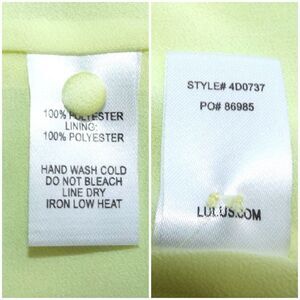 100% POLYESTER
LINING:
100% POLYESTER
HAND WASH COLD
DO NOT BLEACH
LINE DRY
IRON LOW HEAT
STYLE# 4D0737
PO# 86985
LULUS.COM